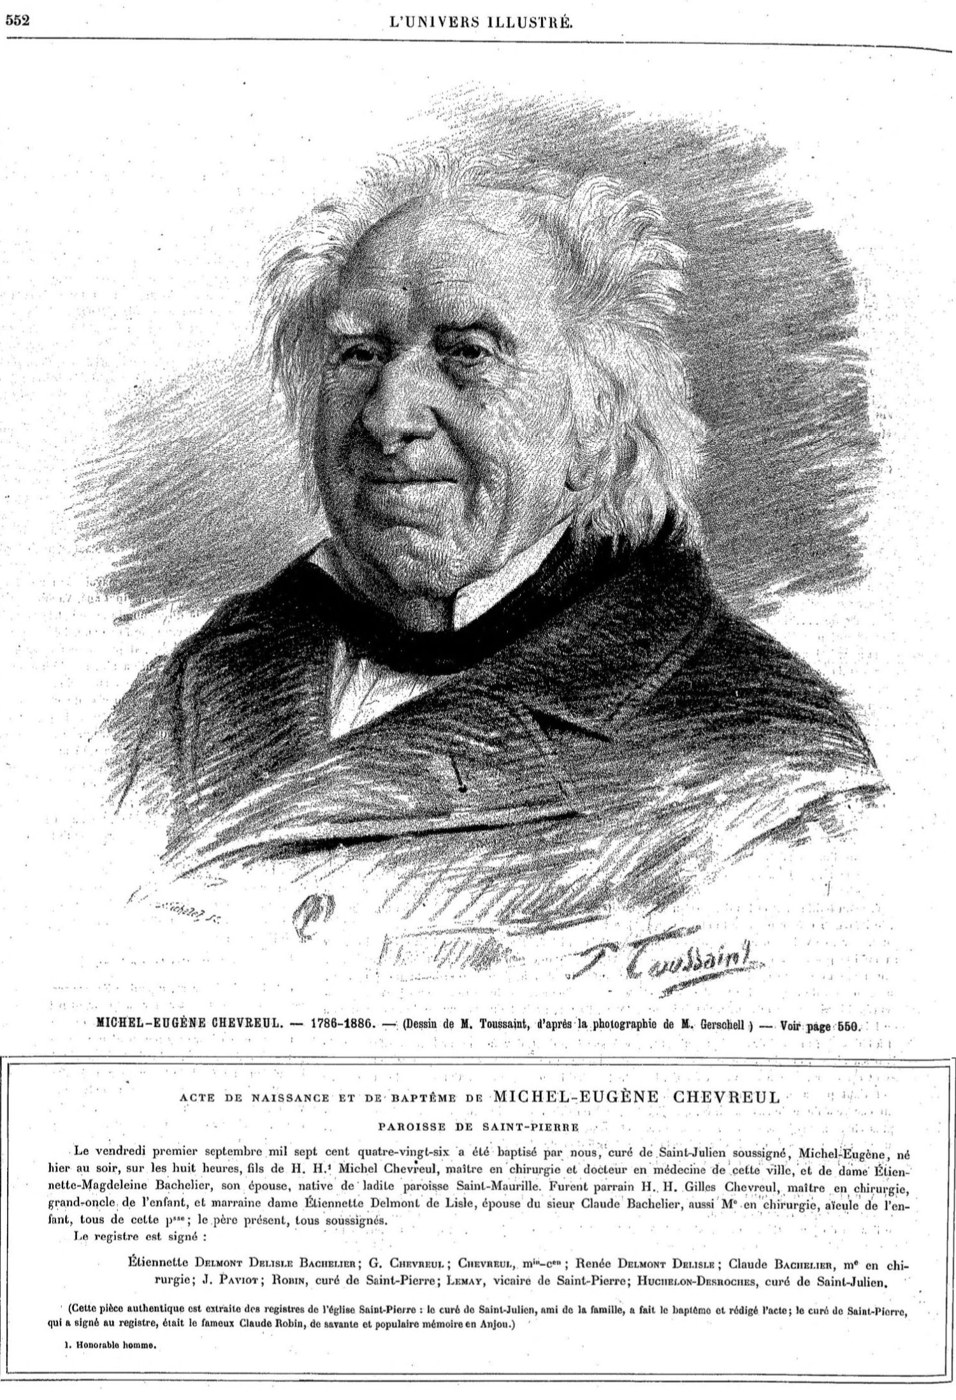 552
L'UNIVERS ILLUSTRÉ.
T. Toussaint
MICHEL-EUGÈNE CHEVREUL. — 1786-1886. — (Dessin de M. Toussaint, d'après la photographie de M. Gerschell ) — Voir page 550.
ACTE DE NAISSANCE ET DE BAPTÊME DE MICHEL-EUGÈNE CHEVREUL
PAROISSE DE SAINT-PIERRE
Le vendredi premier septembre mil sept cent quatre-vingt-six a été baptisé par nous, curé de Saint-Julien soussigné, Michel-Eugène, né
hier au soir, sur les huit heures, fils de H. H.¹ Michel Chevreul, maître en chirurgie et docteur en médecine de cette ville, et de dame Étien-
nette-Magdeleine Bachelier, son épouse, native de ladite paroisse Saint-Maurille. Furent parrain H. H. Gilles Chevreul, maître en chirurgie,
grand-oncle de l'enfant, et marraine dame Étiennette Delmont de Lisle, épouse du sieur Claude Bachelier, aussi Mᵉ en chirurgie, aïeule de l'en-
fant, tous de cette pˢˢᵉ ; le père présent, tous soussignés.
Le registre est signé :
Étiennette DELMONT DELISLE BACHELIER ; G. CHEVREUL ; CHEVREUL, mⁱⁿ-cᵉⁿ ; Renée DELMONT DELISLE ; Claude BACHELIER, mᵉ en chi-
rurgie ; J. PAVIOT ; ROBIN, curé de Saint-Pierre ; LEMAY, vicaire de Saint-Pierre ; HUCHELON-DESROCHES, curé de Saint-Julien.
(Cette pièce authentique est extraite des registres de l'église Saint-Pierre : le curé de Saint-Julien, ami de la famille, a fait le baptême et rédigé l'acte ; le curé de Saint-Pierre,
qui a signé au registre, était le fameux Claude Robin, de savante et populaire mémoire en Anjou.)
1. Honorable homme.